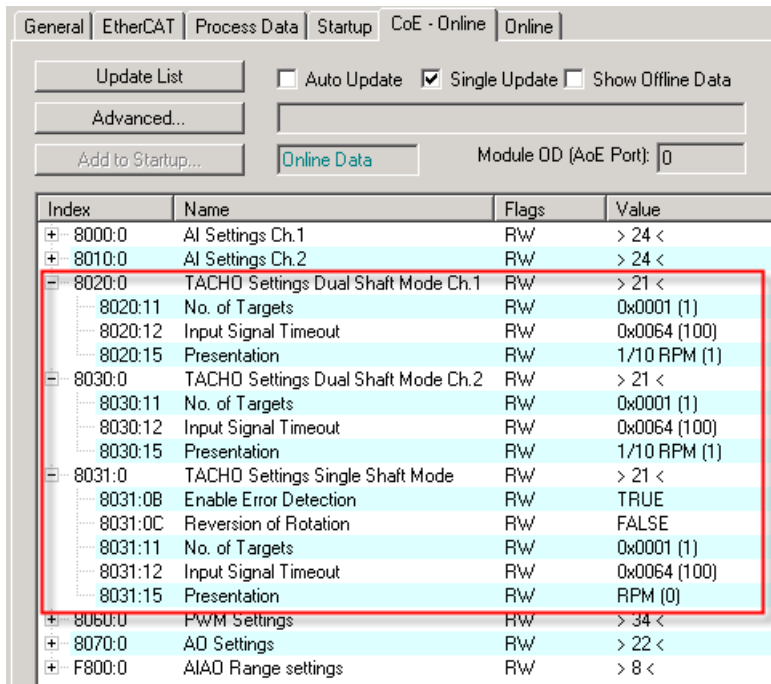 General EtherCAT Process Data Startup CoE - Online Online
Update List Auto Update Single Update Show Offline Data
Advanced...
Add to Startup... Online Data Module OD (AoE Port): 0
Index Name Flags Value
8000:0 AI Settings Ch.1 RW > 24 <
8010:0 AI Settings Ch.2 RW > 24 <
8020:0 TACHO Settings Dual Shaft Mode Ch.1 RW > 21 <
8020:11 No. of Targets RW 0x0001 (1)
8020:12 Input Signal Timeout RW 0x0064 (100)
8020:15 Presentation RW 1/10 RPM (1)
8030:0 TACHO Settings Dual Shaft Mode Ch.2 RW > 21 <
8030:11 No. of Targets RW 0x0001 (1)
8030:12 Input Signal Timeout RW 0x0064 (100)
8030:15 Presentation RW 1/10 RPM (1)
8031:0 TACHO Settings Single Shaft Mode RW > 21 <
8031:0B Enable Error Detection RW TRUE
8031:0C Reversion of Rotation RW FALSE
8031:11 No. of Targets RW 0x0001 (1)
8031:12 Input Signal Timeout RW 0x0064 (100)
8031:15 Presentation RW RPM (0)
8060:0 PWM Settings RW > 34 <
8070:0 AO Settings RW > 22 <
F800:0 AIAO Range settings RW > 8 <